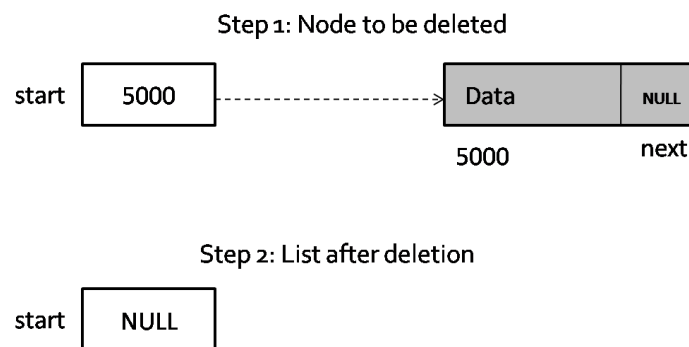 Step 1: Node to be deleted
start 5000 Data NULL
5000 next
Step 2: List after deletion
start NULL